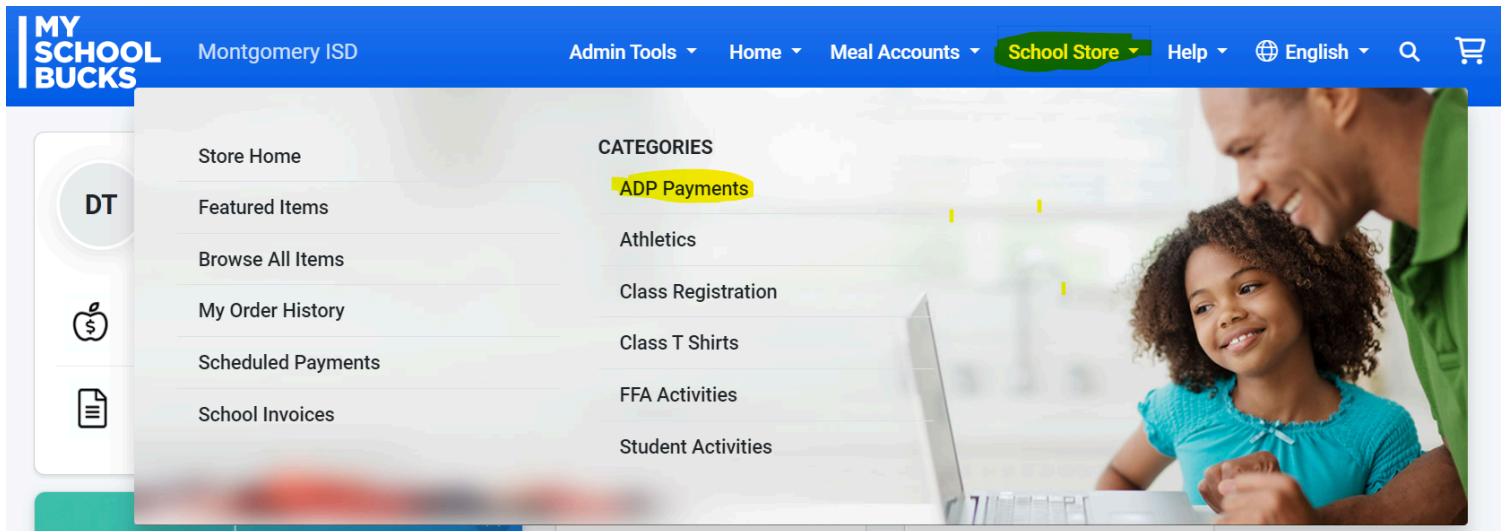 MY
SCHOOL
BUCKS
Montgomery ISD
Admin Tools
Home
Meal Accounts
School Store
Help
English
DT
Store Home
Featured Items
Browse All Items
My Order History
Scheduled Payments
School Invoices
CATEGORIES
ADP Payments
Athletics
Class Registration
Class T Shirts
FFA Activities
Student Activities